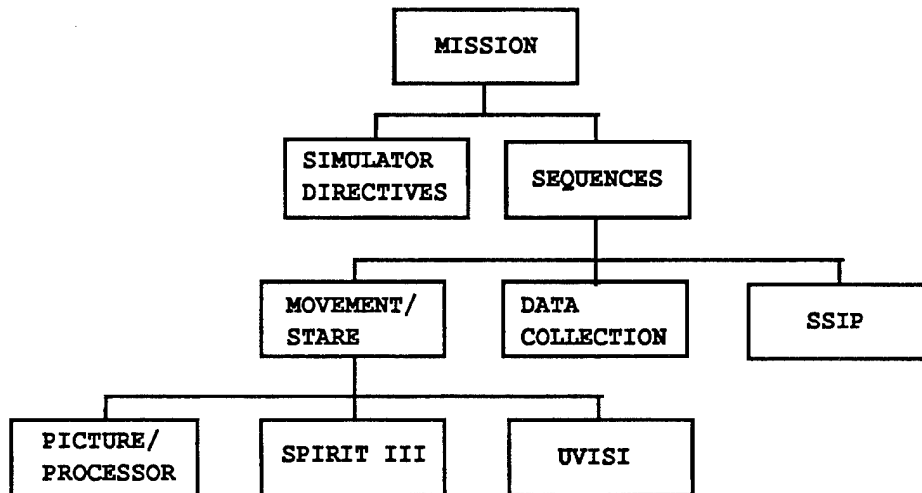 MISSION
SIMULATOR
DIRECTIVES
SEQUENCES
MOVEMENT/
STARE
DATA
COLLECTION
SSIP
PICTURE/
PROCESSOR
SPIRIT III
UVISI